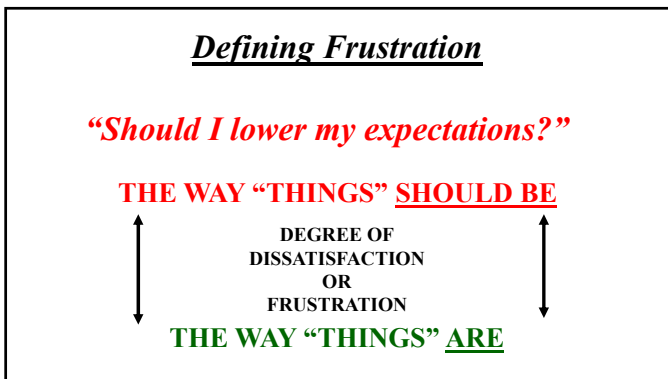 Defining Frustration
“Should I lower my expectations?”
THE WAY “THINGS” SHOULD BE
DEGREE OF
DISSATISFACTION
OR
FRUSTRATION
THE WAY “THINGS” ARE